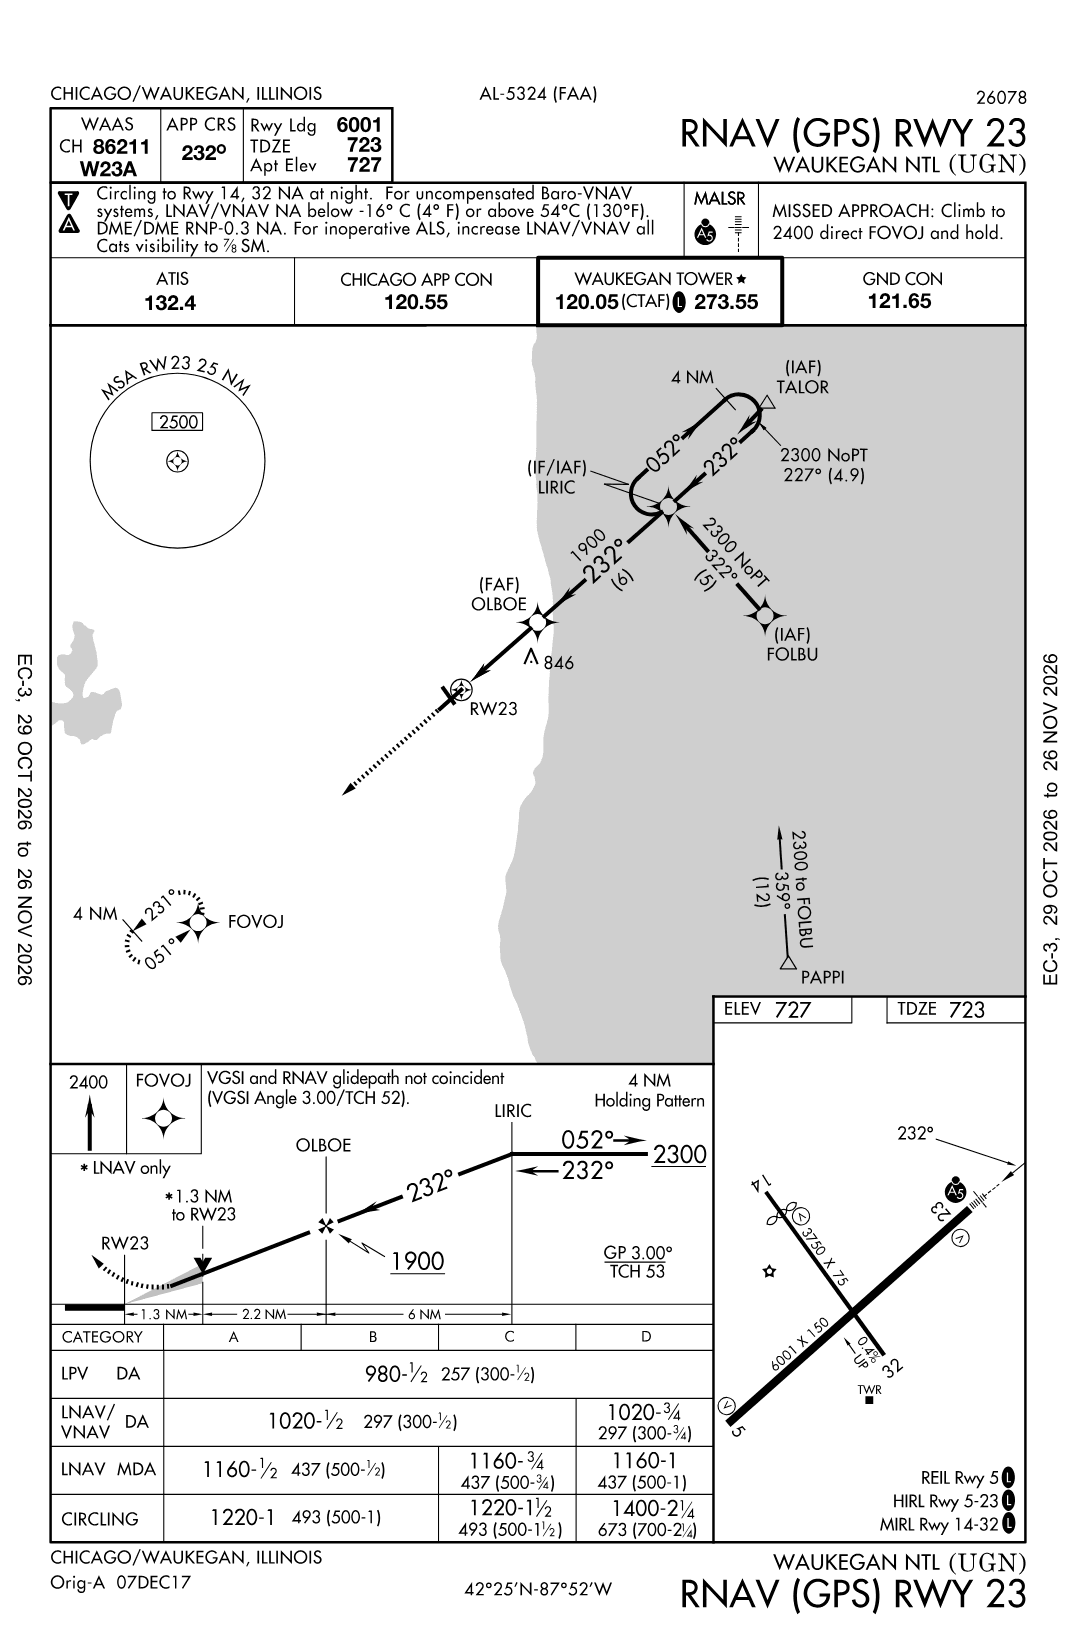 CHICAGO/WAUKEGAN, ILLINOIS
AL-5324 (FAA)
26078
WAAS
CH 86211
W23A
APP CRS
232°
Rwy Ldg 6001
TDZE 723
Apt Elev 727
RNAV (GPS) RWY 23
WAUKEGAN NTL (UGN)
T
A
Circling to Rwy 14, 32 NA at night. For uncompensated Baro-VNAV
systems, LNAV/VNAV NA below -16° C (4° F) or above 54°C (130°F).
DME/DME RNP-0.3 NA. For inoperative ALS, increase LNAV/VNAV all
Cats visibility to ⅞ SM.
MALSR
A5
MISSED APPROACH: Climb to
2400 direct FOVOJ and hold.
ATIS
132.4
CHICAGO APP CON
120.55
WAUKEGAN TOWER★
120.05 (CTAF) L 273.55
GND CON
121.65
MSA RW23 25 NM
2500
4 NM
(IAF)
TALOR
052°
232°
2300 NoPT
227° (4.9)
(IF/IAF)
LIRIC
1900
232°
(6)
2300 NoPT
322°
(5)
(FAF)
OLBOE
(IAF)
FOLBU
846
RW23
2300 to FOLBU
359°
(12)
PAPPI
4 NM
231°
051°
FOVOJ
EC-3, 29 OCT 2026 to 26 NOV 2026
EC-3, 29 OCT 2026 to 26 NOV 2026
ELEV 727
TDZE 723
232°
A5
14
23
V
V
3750 X 75
6001 X 150
0.4%
UP
32
TWR
V
5
REIL Rwy 5 L
HIRL Rwy 5-23 L
MIRL Rwy 14-32 L
2400
FOVOJ
VGSI and RNAV glidepath not coincident
(VGSI Angle 3.00/TCH 52).
4 NM
Holding Pattern
LIRIC
OLBOE
052°
232°
2300
* LNAV only
*1.3 NM
to RW23
232°
RW23
1900
GP 3.00°
TCH 53
1.3 NM
2.2 NM
6 NM
CATEGORY A B C D
LPV DA 980-½ 257 (300-½)
LNAV/
VNAV DA 1020-½ 297 (300-½) 1020-¾
297 (300-¾)
LNAV MDA 1160-½ 437 (500-½) 1160-¾ 1160-1
437 (500-¾) 437 (500-1)
CIRCLING 1220-1 493 (500-1) 1220-1½ 1400-2¼
493 (500-1½) 673 (700-2¼)
CHICAGO/WAUKEGAN, ILLINOIS
Orig-A 07DEC17
42°25'N-87°52'W
WAUKEGAN NTL (UGN)
RNAV (GPS) RWY 23